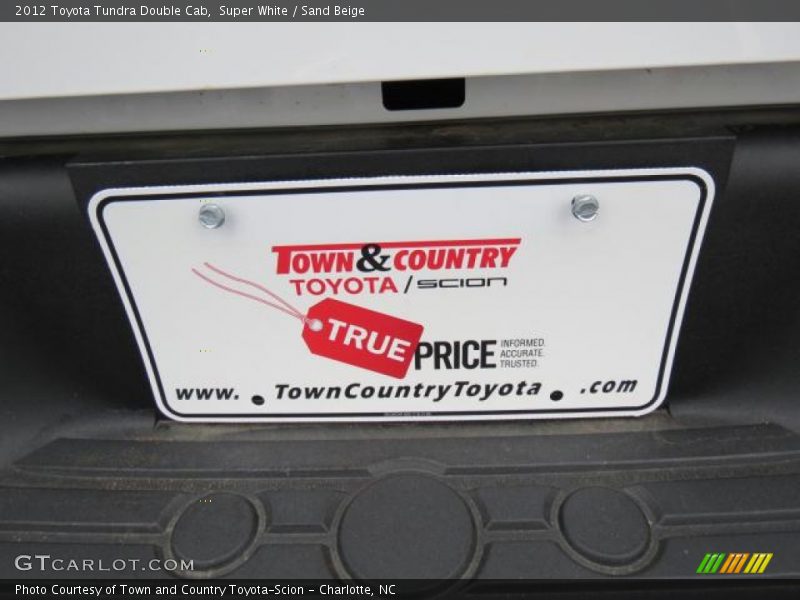 2012 Toyota Tundra Double Cab, Super White / Sand Beige
TOWN & COUNTRY
TOYOTA / SCION
TRUE PRICE
INFORMED.
ACCURATE.
TRUSTED.
www. TownCountryToyota .com
GTCARLOT.COM
Photo Courtesy of Town and Country Toyota-Scion - Charlotte, NC